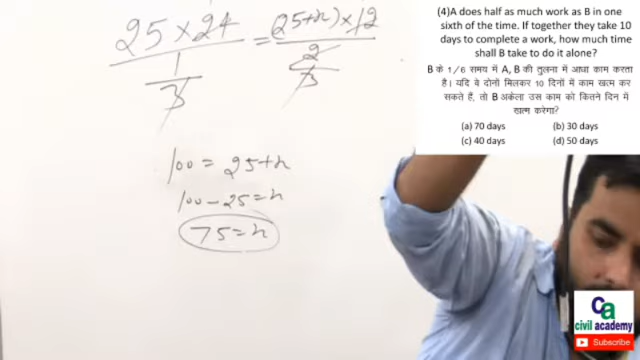 25 × 24 / 1/3 = (25+n) × 12 / 2/3
100 = 25+n
100 - 25 = n
75 = n
(4)A does half as much work as B in one
sixth of the time. If together they take 10
days to complete a work, how much time
shall B take to do it alone?
B के 1/6 समय में A, B की तुलना में आधा काम करता
है। यदि वे दोनों मिलकर 10 दिनों में काम खत्म कर
सकते हैं, तो B अकेला उस काम को कितने दिन में
खत्म करेगा?
(a) 70 days (b) 30 days
(c) 40 days (d) 50 days
ca
civil academy
Subscribe